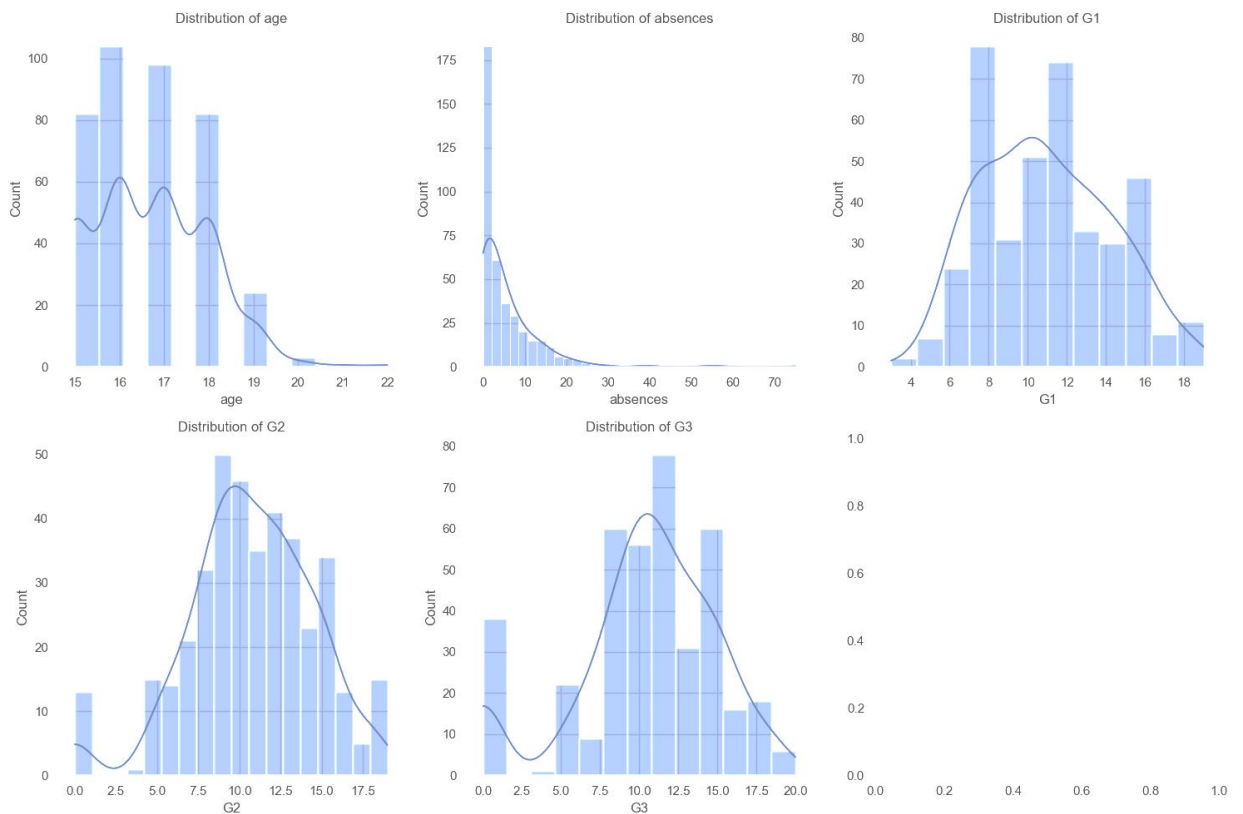 Distribution of age
Count
100
80
60
40
20
0
15 16 17 18 19 20 21 22
age
Distribution of absences
Count
175
150
125
100
75
50
25
0
0 10 20 30 40 50 60 70
absences
Distribution of G1
Count
80
70
60
50
40
30
20
10
0
4 6 8 10 12 14 16 18
G1
Distribution of G2
Count
50
40
30
20
10
0
0.0 2.5 5.0 7.5 10.0 12.5 15.0 17.5
G2
Distribution of G3
Count
80
70
60
50
40
30
20
10
0
0.0 2.5 5.0 7.5 10.0 12.5 15.0 17.5 20.0
G3
1.0
0.8
0.6
0.4
0.2
0.0
0.0 0.2 0.4 0.6 0.8 1.0